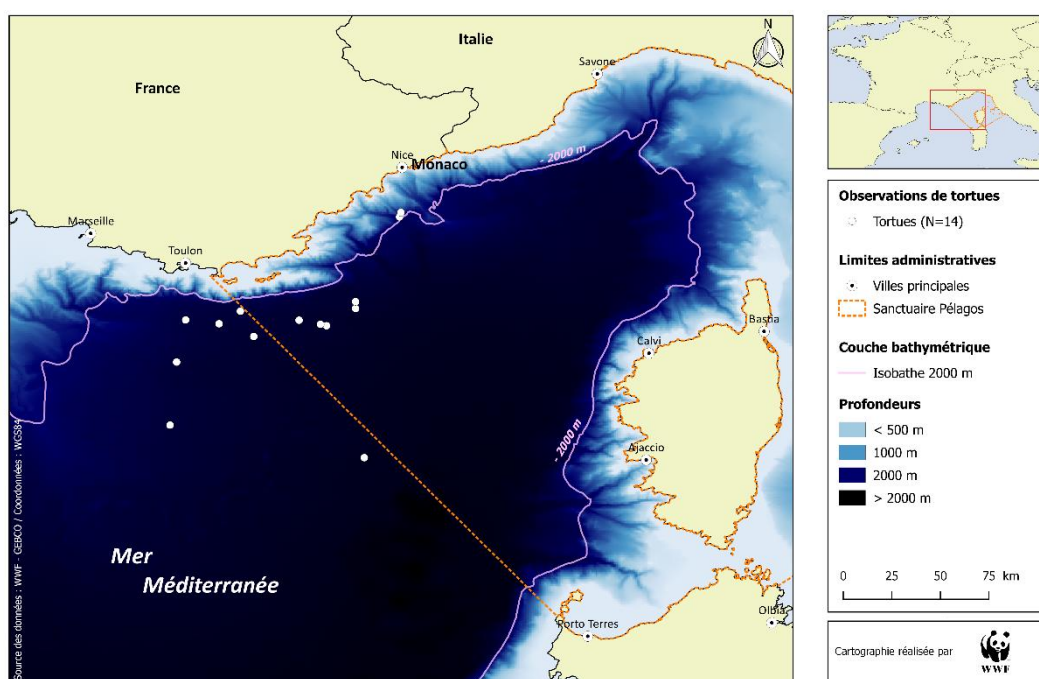 Italie
N
Savone
France
Nice
Monaco
- 2000 m
Marseille
Toulon
Bastia
Calvi
- 2000 m
Ajaccio
Mer
Méditerranée
Porto Terres
Olbia
Source des données : WWF - GEBCO / Coordonnées : WGS84
Observations de tortues
Tortues (N=14)
Limites administratives
Villes principales
Sanctuaire Pélagos
Couche bathymétrique
Isobathe 2000 m
Profondeurs
< 500 m
1000 m
2000 m
> 2000 m
0 25 50 75 km
Cartographie réalisée par
WWF